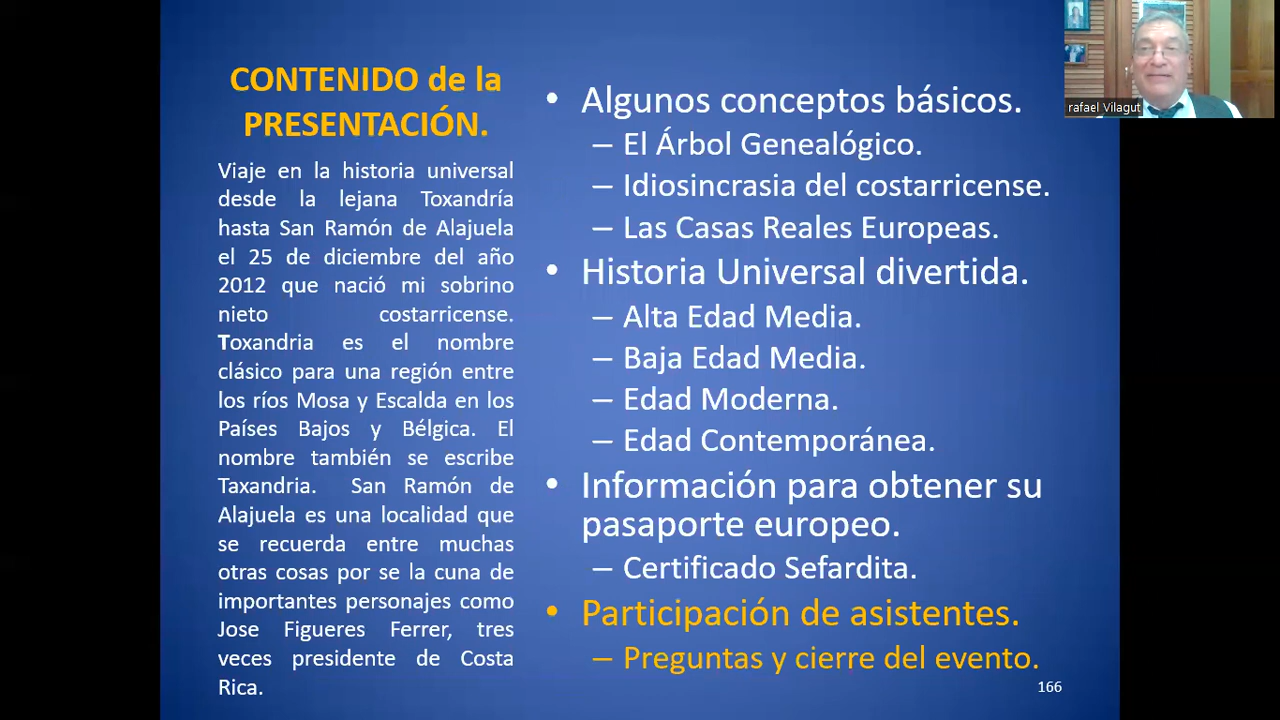 CONTENIDO de la
PRESENTACIÓN.
Viaje en la historia universal
desde la lejana Toxandría
hasta San Ramón de Alajuela
el 25 de diciembre del año
2012 que nació mi sobrino
nieto costarricense.
Toxandria es el nombre
clásico para una región entre
los ríos Mosa y Escalda en los
Países Bajos y Bélgica. El
nombre también se escribe
Taxandria. San Ramón de
Alajuela es una localidad que
se recuerda entre muchas
otras cosas por se la cuna de
importantes personajes como
Jose Figueres Ferrer, tres
veces presidente de Costa
Rica.
• Algunos conceptos básicos.
– El Árbol Genealógico.
– Idiosincrasia del costarricense.
– Las Casas Reales Europeas.
• Historia Universal divertida.
– Alta Edad Media.
– Baja Edad Media.
– Edad Moderna.
– Edad Contemporánea.
• Información para obtener su
pasaporte europeo.
– Certificado Sefardita.
• Participación de asistentes.
– Preguntas y cierre del evento.
166
rafael Vilagut